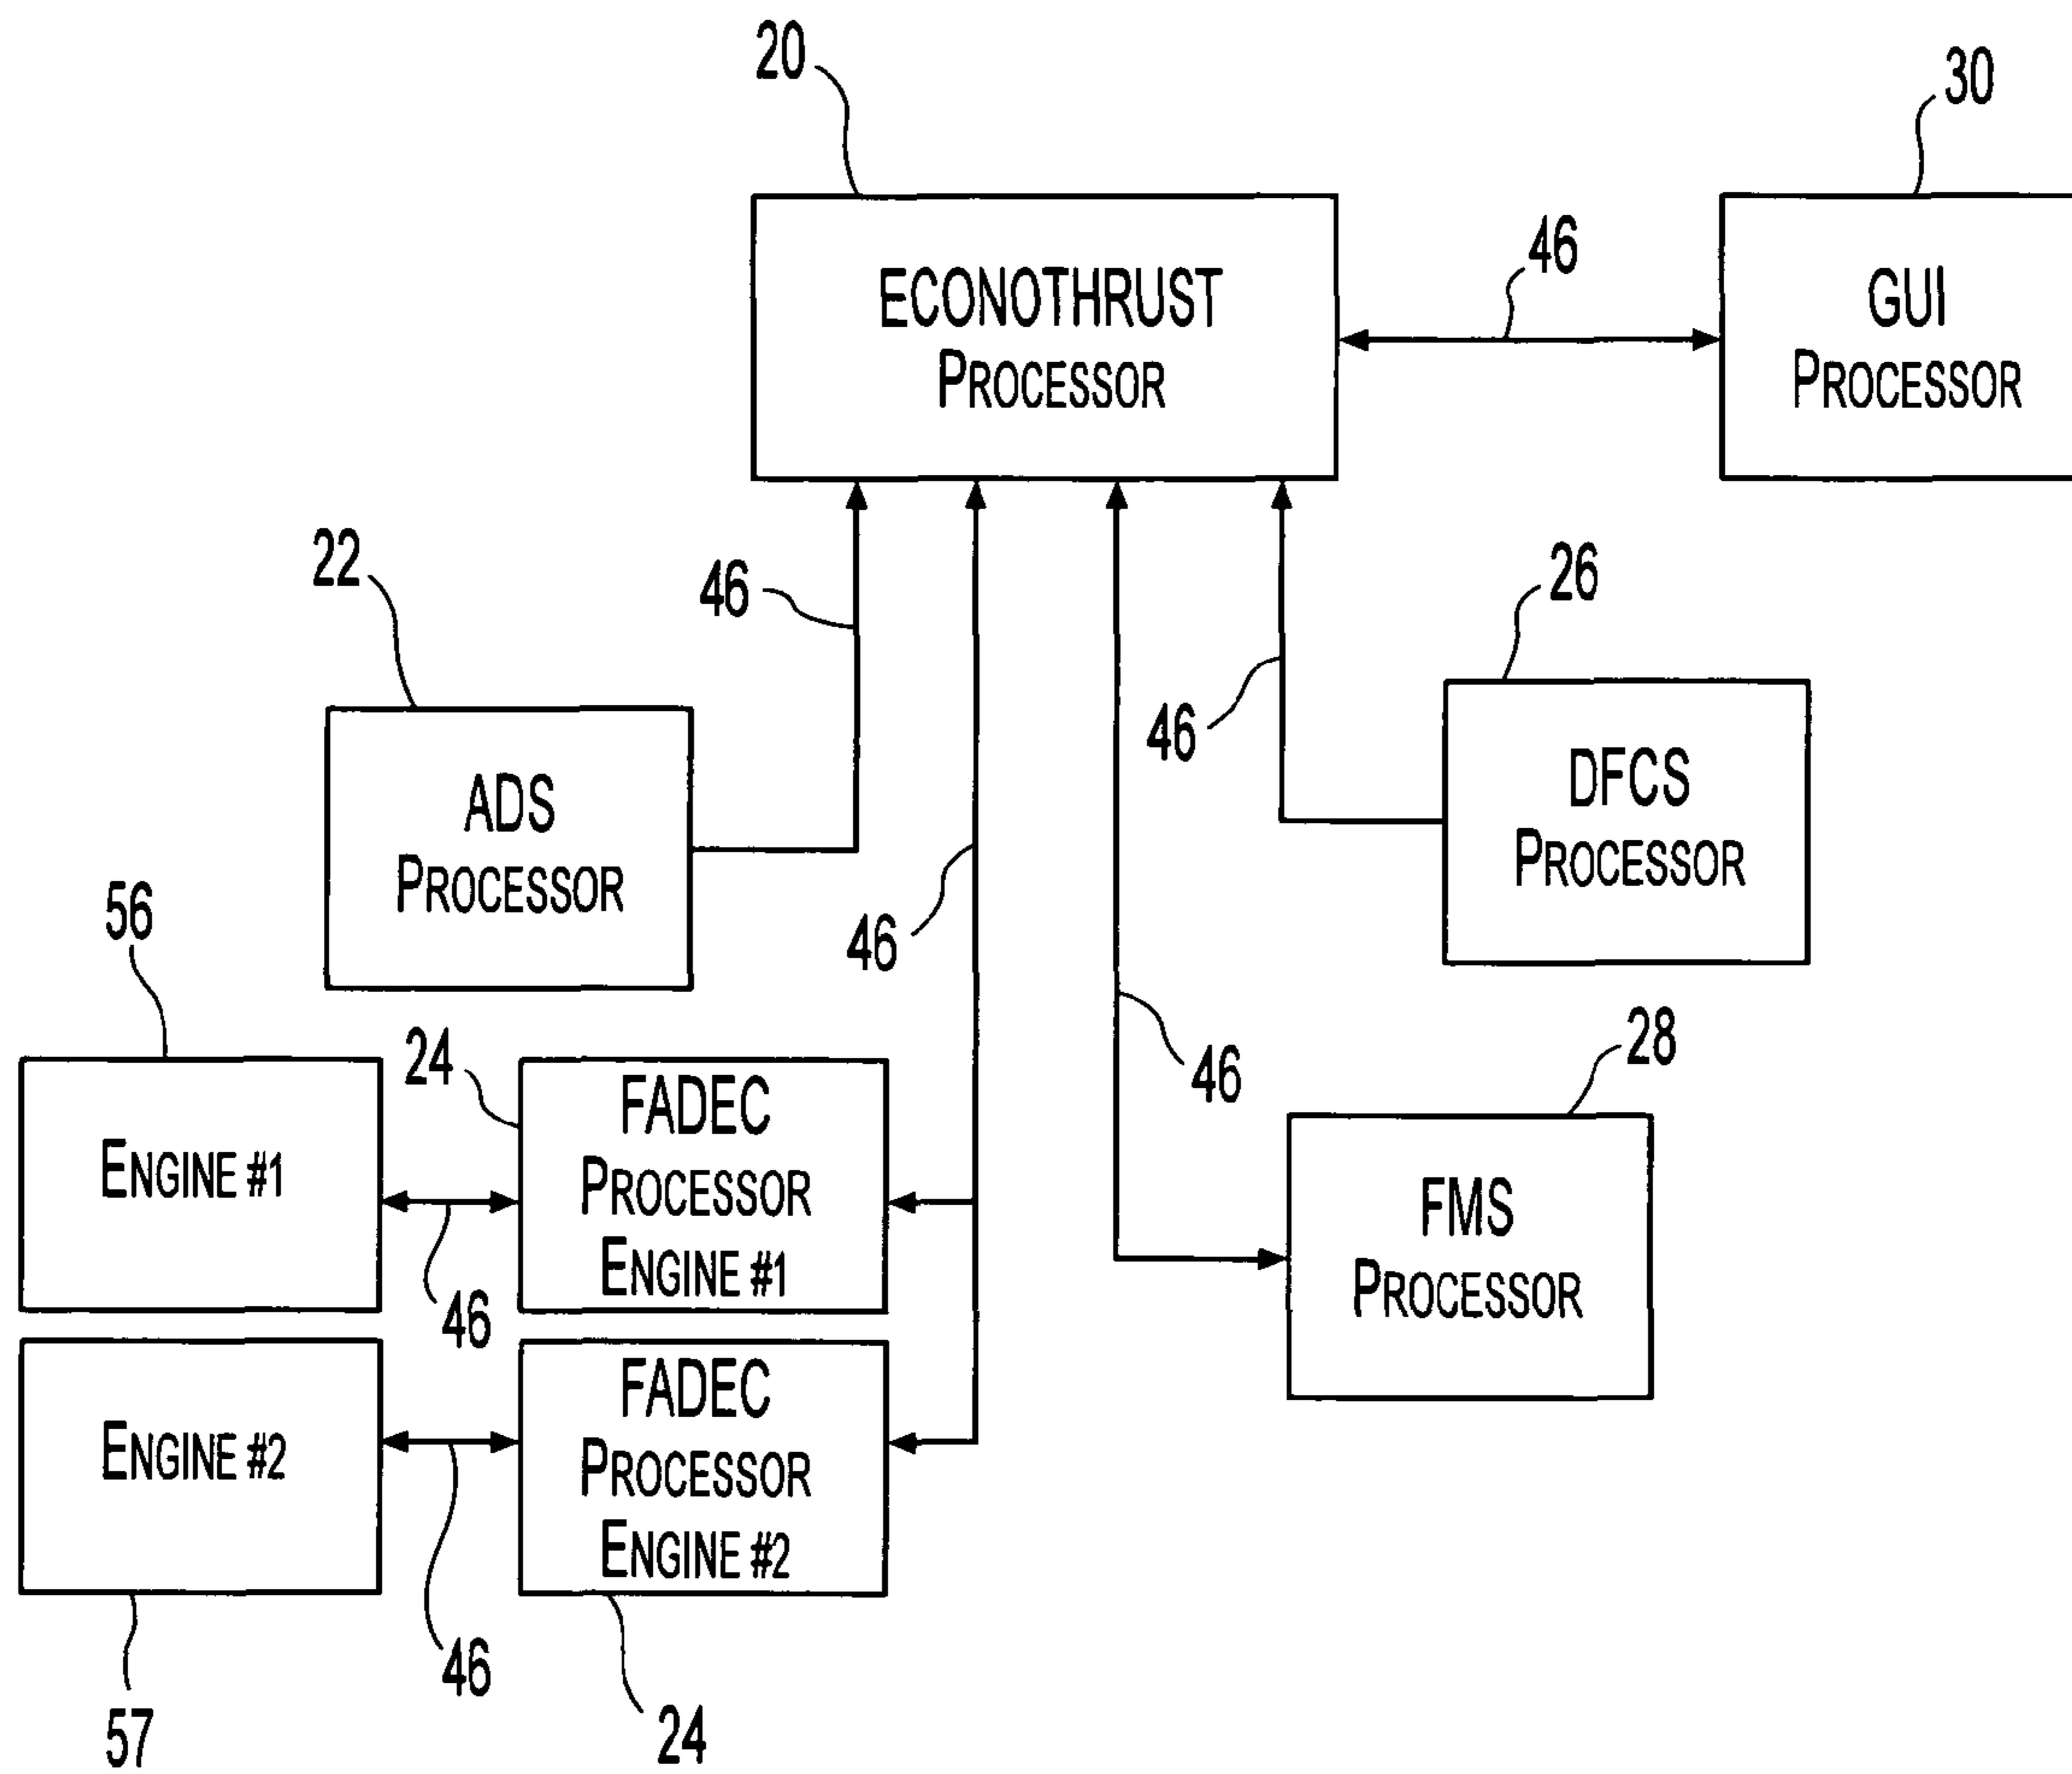 20
30
ECONOTHRUST
PROCESSOR
46
GUI
PROCESSOR
22
46
26
46
ADS
PROCESSOR
DFCS
PROCESSOR
56
46
24
46
28
ENGINE #1
FADEC
PROCESSOR
ENGINE #1
FMS
PROCESSOR
46
ENGINE #2
FADEC
PROCESSOR
ENGINE #2
46
57
24